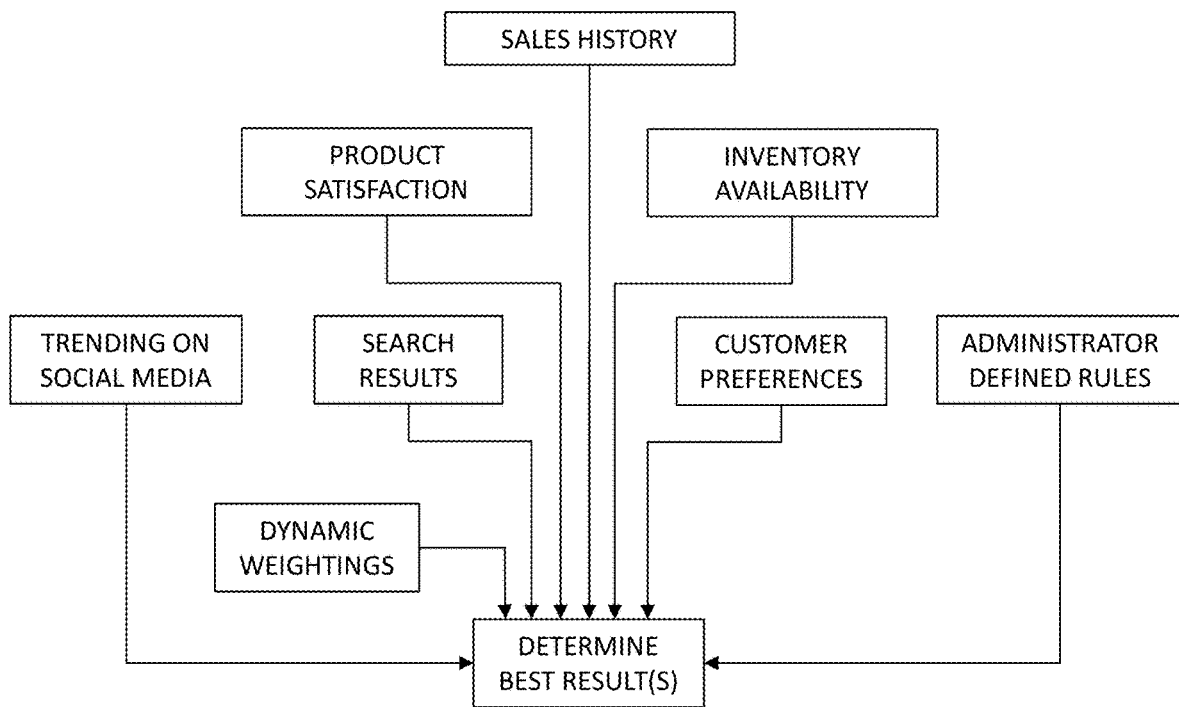 SALES HISTORY
PRODUCT
SATISFACTION
INVENTORY
AVAILABILITY
TRENDING ON
SOCIAL MEDIA
SEARCH
RESULTS
CUSTOMER
PREFERENCES
ADMINISTRATOR
DEFINED RULES
DYNAMIC
WEIGHTINGS
DETERMINE
BEST RESULT(S)